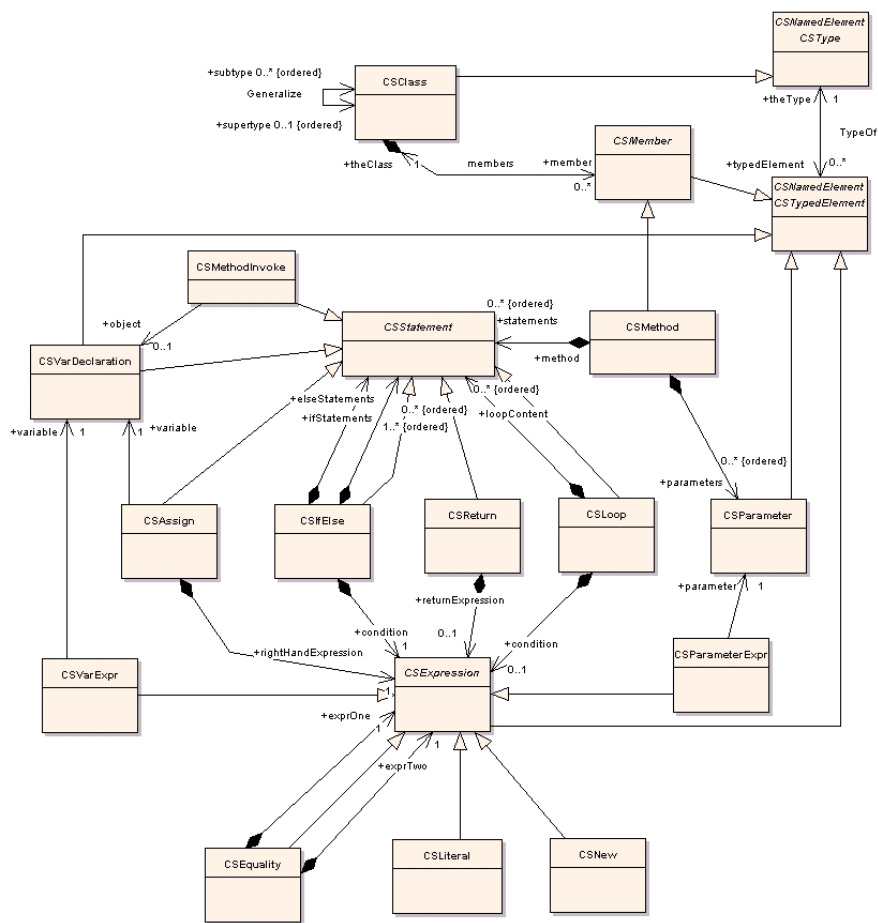 CSNamedElement
CSType
+subtype 0..* {ordered}
CSClass
Generalize
+theType
1
+supertype 0..1 {ordered}
TypeOf
CSMember
+theClass
1
members
+member
0..*
+typedElement
0..*
CSNamedElement
CSTypedElement
CSMethodInvoke
0..* {ordered}
+statements
CSStatement
CSMethod
+object
0..1
+method
CSVarDeclaration
0..* {ordered}
+elseStatements
+loopContent
0..* {ordered}
+ifStatements
1..* {ordered}
+variable
1
1
+variable
0..* {ordered}
+parameters
CSAssign
CSIfElse
CSReturn
CSLoop
CSParameter
+returnExpression
+parameter
1
+condition
1
0..1
+condition
0..1
+rightHandExpression
CSParameterExpr
CSVarExpr
CSExpression
1
+exprOne
1
1
+exprTwo
CSEquality
CSLiteral
CSNew